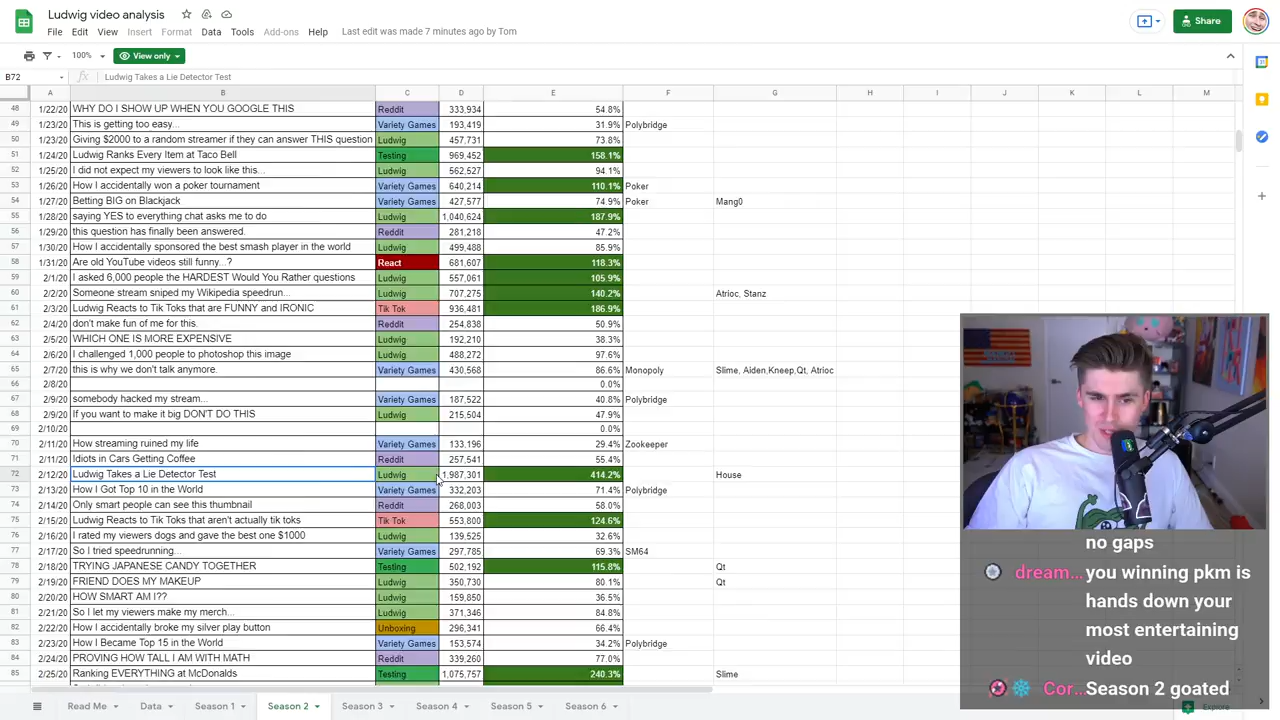 Ludwig video analysis
File Edit View Insert Format Data Tools Add-ons Help Last edit was made 7 minutes ago by Tom
Share
100% View only
B72 fx Ludwig Takes a Lie Detector Test
A B C D E F G H I J K L M
48 1/22/20 WHY DO I SHOW UP WHEN YOU GOOGLE THIS Reddit 333,934 54.8%
49 1/23/20 This is getting too easy... Variety Games 193,419 31.9% Polybridge
50 1/23/20 Giving $2000 to a random streamer if they can answer THIS question Ludwig 457,731 73.8%
51 1/24/20 Ludwig Ranks Every Item at Taco Bell Testing 969,452 158.1%
52 1/25/20 I did not expect my viewers to look like this... Ludwig 562,527 94.1%
53 1/26/20 How I accidentally won a poker tournament Variety Games 640,214 110.1% Poker
54 1/27/20 Betting BIG on Blackjack Variety Games 427,577 74.9% Poker Mang0
55 1/28/20 saying YES to everything chat asks me to do Ludwig 1,040,624 187.9%
56 1/29/20 this question has finally been answered. Reddit 281,218 47.2%
57 1/30/20 How I accidentally sponsored the best smash player in the world Ludwig 499,488 85.9%
58 1/31/20 Are old YouTube videos still funny...? React 681,607 118.3%
59 2/1/20 I asked 6,000 people the HARDEST Would You Rather questions Ludwig 557,061 105.9%
60 2/2/20 Someone stream sniped my Wikipedia speedrun... Ludwig 707,275 140.2% Atrioc, Stanz
61 2/3/20 Ludwig Reacts to Tik Toks that are FUNNY and IRONIC Tik Tok 936,481 186.9%
62 2/4/20 don't make fun of me for this. Reddit 254,838 50.9%
63 2/5/20 WHICH ONE IS MORE EXPENSIVE Ludwig 192,210 38.3%
64 2/6/20 I challenged 1,000 people to photoshop this image Ludwig 488,272 97.6%
65 2/7/20 this is why we don't talk anymore. Variety Games 430,568 86.6% Monopoly Slime, Aiden,Kneep,Qt, Atrioc
66 2/8/20 0.0%
67 2/9/20 somebody hacked my stream... Variety Games 187,522 40.8% Polybridge
68 2/9/20 If you want to make it big DON'T DO THIS Ludwig 215,504 47.9%
69 2/10/20 0.0%
70 2/11/20 How streaming ruined my life Variety Games 133,196 29.4% Zookeeper
71 2/11/20 Idiots in Cars Getting Coffee Reddit 257,541 55.4%
72 2/12/20 Ludwig Takes a Lie Detector Test Ludwig 1,987,301 414.2% House
73 2/13/20 How I Got Top 10 in the World Variety Games 332,203 71.4% Polybridge
74 2/14/20 Only smart people can see this thumbnail Reddit 268,003 58.0%
75 2/15/20 Ludwig Reacts to Tik Toks that aren't actually tik toks Tik Tok 553,800 124.6%
76 2/16/20 I rated my viewers dogs and gave the best one $1000 Ludwig 139,525 32.6%
77 2/17/20 So I tried speedrunning... Variety Games 297,785 69.3% SM64
78 2/18/20 TRYING JAPANESE CANDY TOGETHER Testing 502,192 115.8% Qt
79 2/19/20 FRIEND DOES MY MAKEUP Ludwig 350,730 80.1% Qt
80 2/20/20 HOW SMART AM I?? Ludwig 159,850 36.5%
81 2/21/20 So I let my viewers make my merch... Ludwig 371,346 84.8%
82 2/22/20 How I accidentally broke my silver play button Unboxing 296,341 66.4%
83 2/23/20 How I Became Top 15 in the World Variety Games 153,574 34.2% Polybridge
84 2/24/20 PROVING HOW TALL I AM WITH MATH Reddit 339,260 77.0%
85 2/25/20 Ranking EVERYTHING at McDonalds Testing 1,075,757 240.3% Slime
no gaps
dream... you winning pkm is
hands down your
most entertaining
video
Cor... Season 2 goated
Read Me Data Season 1 Season 2 Season 3 Season 4 Season 5 Season 6 Explore